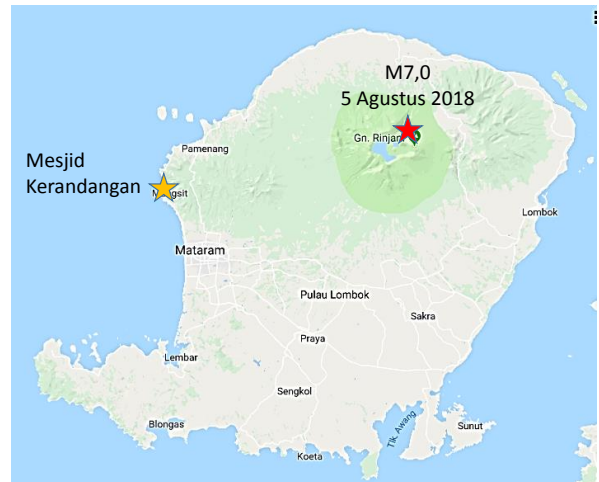 M7,0
5 Agustus 2018
Gn. Rinjani
Pamenang
Mesjid
Kerandangan
Lombok
Mataram
Pulau Lombok
Sakra
Praya
Lembar
Sengkol
Blongas
Tlk. Awang
Sunut
Koeta